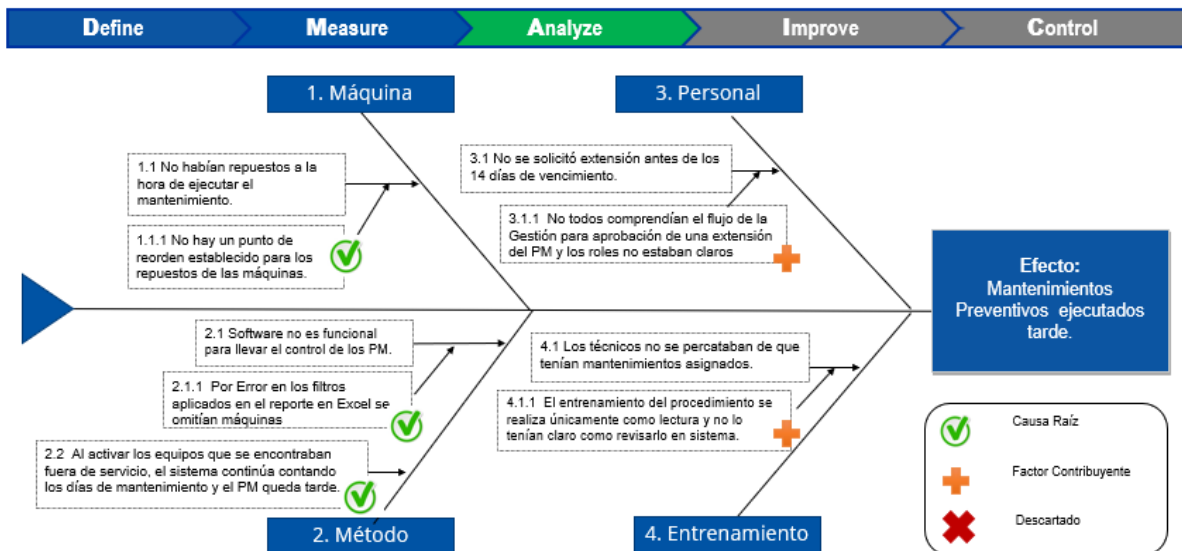 Define
Measure
Analyze
Improve
Control
1. Máquina
3. Personal
1.1 No habían repuestos a la
hora de ejecutar el
mantenimiento.
3.1 No se solicitó extensión antes de los
14 días de vencimiento.
1.1.1 No hay un punto de
reorden establecido para los
repuestos de las máquinas.
3.1.1 No todos comprendían el flujo de la
Gestión para aprobación de una extensión
del PM y los roles no estaban claros
Efecto:
Mantenimientos
Preventivos ejecutados
tarde.
2.1 Software no es funcional
para llevar el control de los PM.
4.1 Los técnicos no se percataban de que
tenían mantenimientos asignados.
2.1.1 Por Error en los filtros
aplicados en el reporte en Excel se
omitían máquinas
4.1.1 El entrenamiento del procedimiento se
realiza únicamente como lectura y no lo
tenían claro como revisarlo en sistema.
2.2 Al activar los equipos que se encontraban
fuera de servicio, el sistema continúa contando
los días de mantenimiento y el PM queda tarde.
2. Método
4. Entrenamiento
Causa Raíz
Factor Contribuyente
Descartado